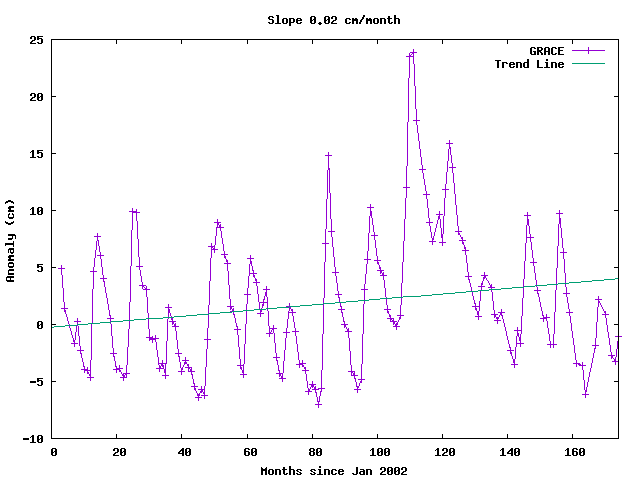 Slope 0.02 cm/month
25
GRACE
Trend Line
20
15
10
Anomaly (cm)
5
0
-5
-10
0 20 40 60 80 100 120 140 160
Months since Jan 2002